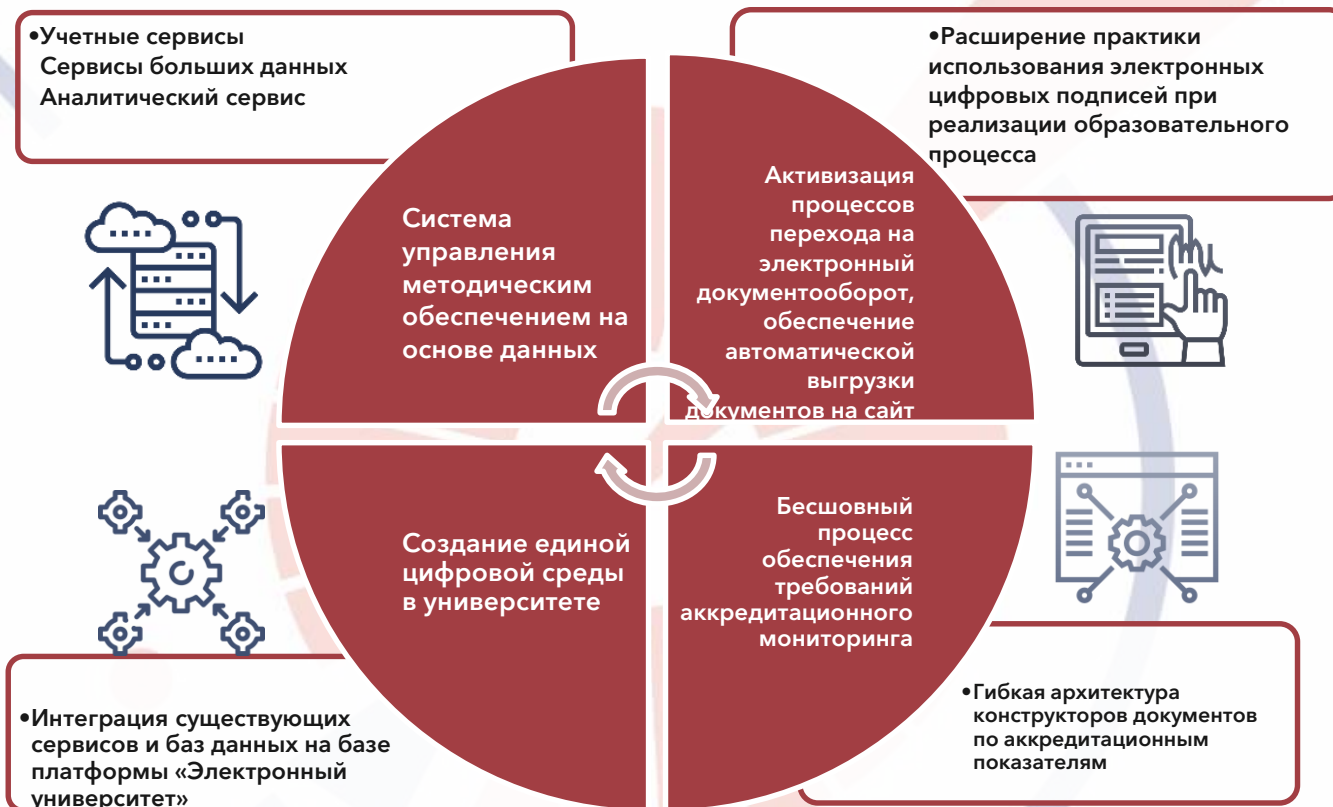 •Учетные сервисы
Сервисы больших данных
Аналитический сервис
•Расширение практики
использования электронных
цифровых подписей при
реализации образовательного
процесса
Система
управления
методическим
обеспечением на
основе данных
Активизация
процессов
перехода на
электронный
документооборот,
обеспечение
автоматической
выгрузки
документов на сайт
Создание единой
цифровой среды
в университете
Бесшовный
процесс
обеспечения
требований
аккредитационного
мониторинга
•Интеграция существующих
сервисов и баз данных на базе
платформы «Электронный
университет»
•Гибкая архитектура
конструкторов документов
по аккредитационным
показателям